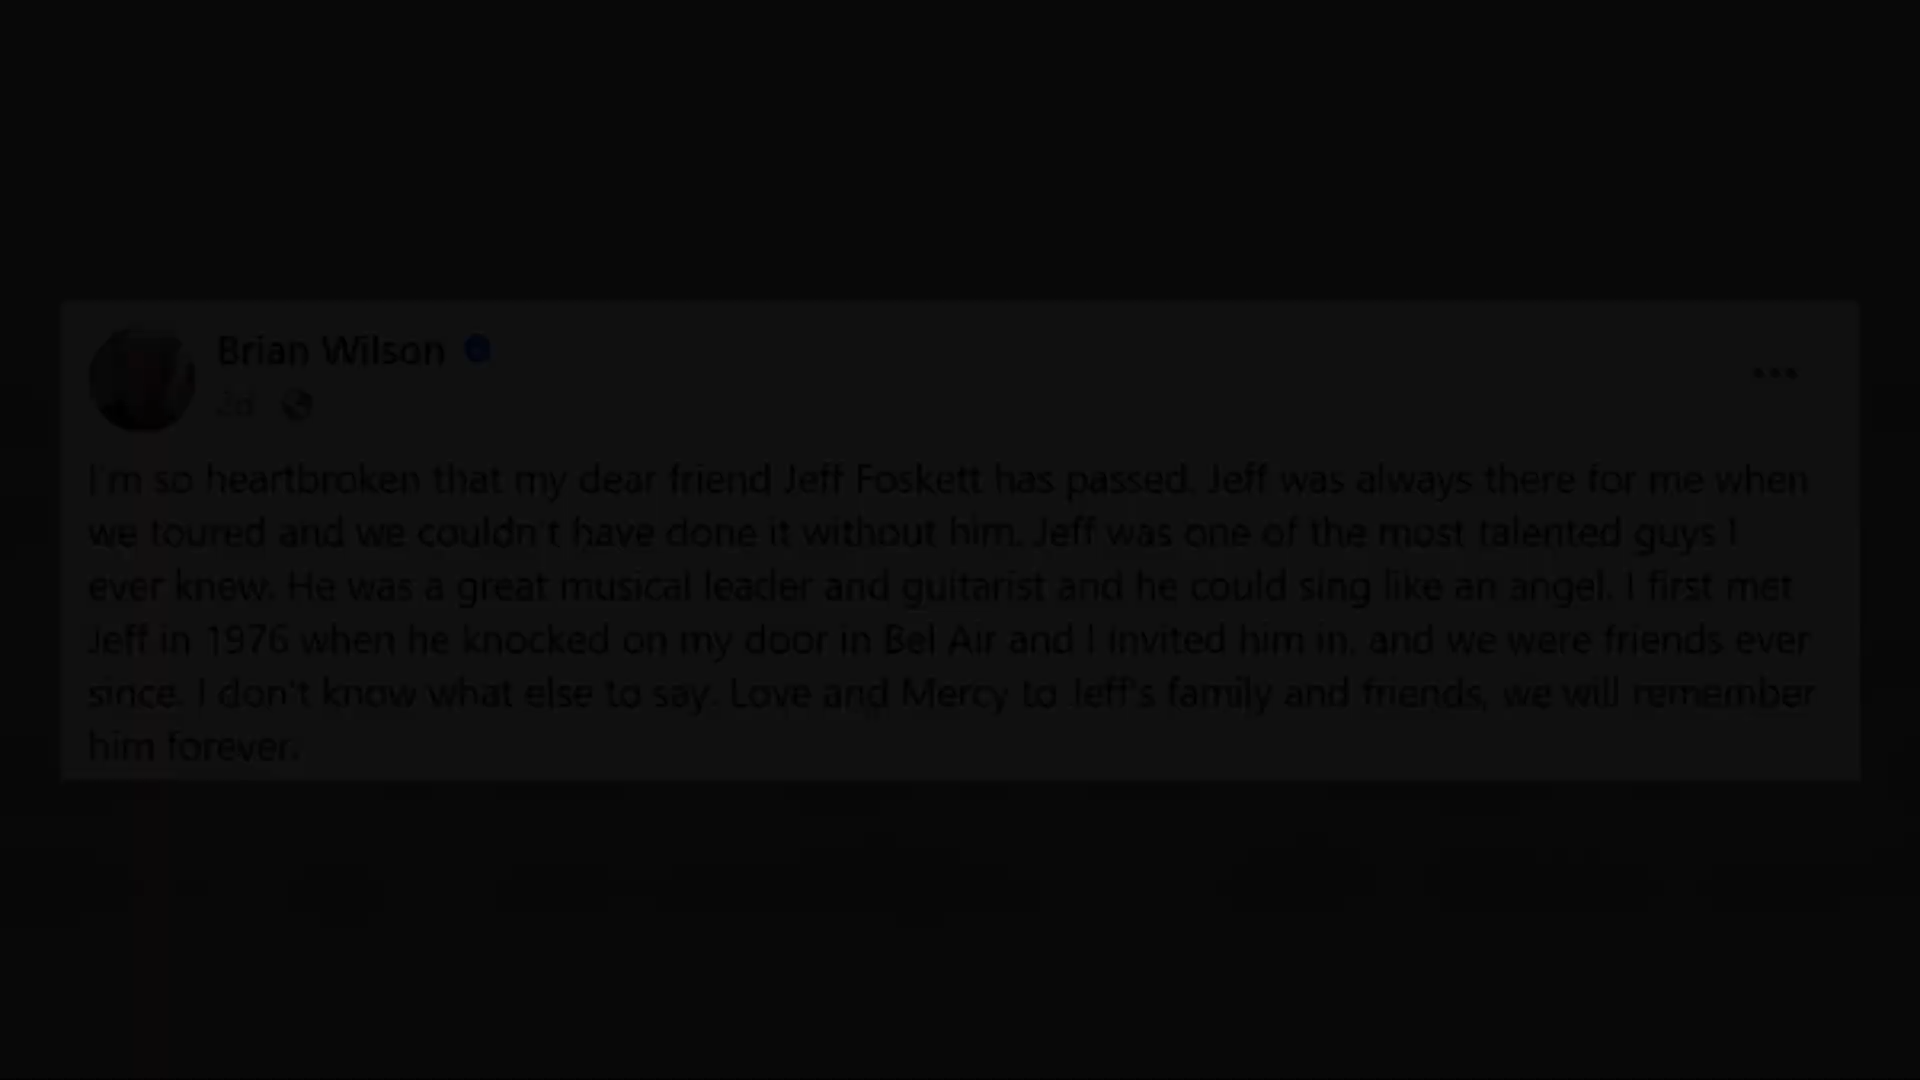 Brian Wilson
2d
I'm so heartbroken that my dear friend Jeff Foskett has passed. Jeff was always there for me when
we toured and we couldn't have done it without him. Jeff was one of the most talented guys I
ever knew. He was a great musical leader and guitarist and he could sing like an angel. I first met
Jeff in 1976 when he knocked on my door in Bel Air and I invited him in, and we were friends ever
since. I don't know what else to say. Love and Mercy to Jeff's family and friends, we will remember
him forever.